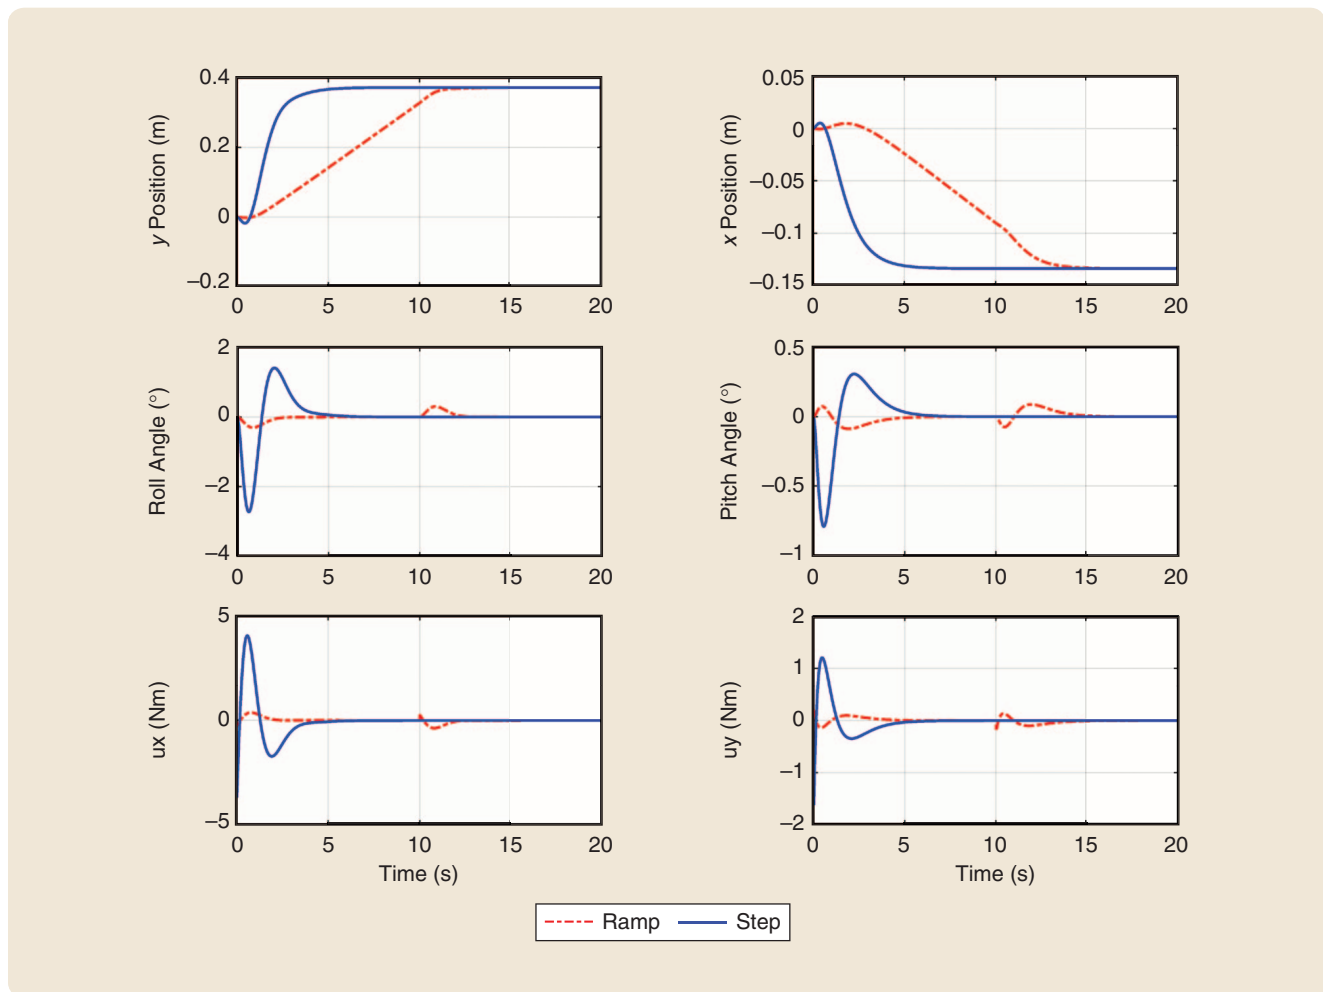 0.4
0.2
0
–0.2
y Position (m)
0 5 10 15 20
0.05
0
–0.05
–0.1
–0.15
x Position (m)
0 5 10 15 20
2
0
–2
–4
Roll Angle (°)
0 5 10 15 20
0.5
0
–0.5
–1
Pitch Angle (°)
0 5 10 15 20
5
0
–5
ux (Nm)
0 5 10 15 20
Time (s)
2
1
0
–1
–2
uy (Nm)
0 5 10 15 20
Time (s)
Ramp Step